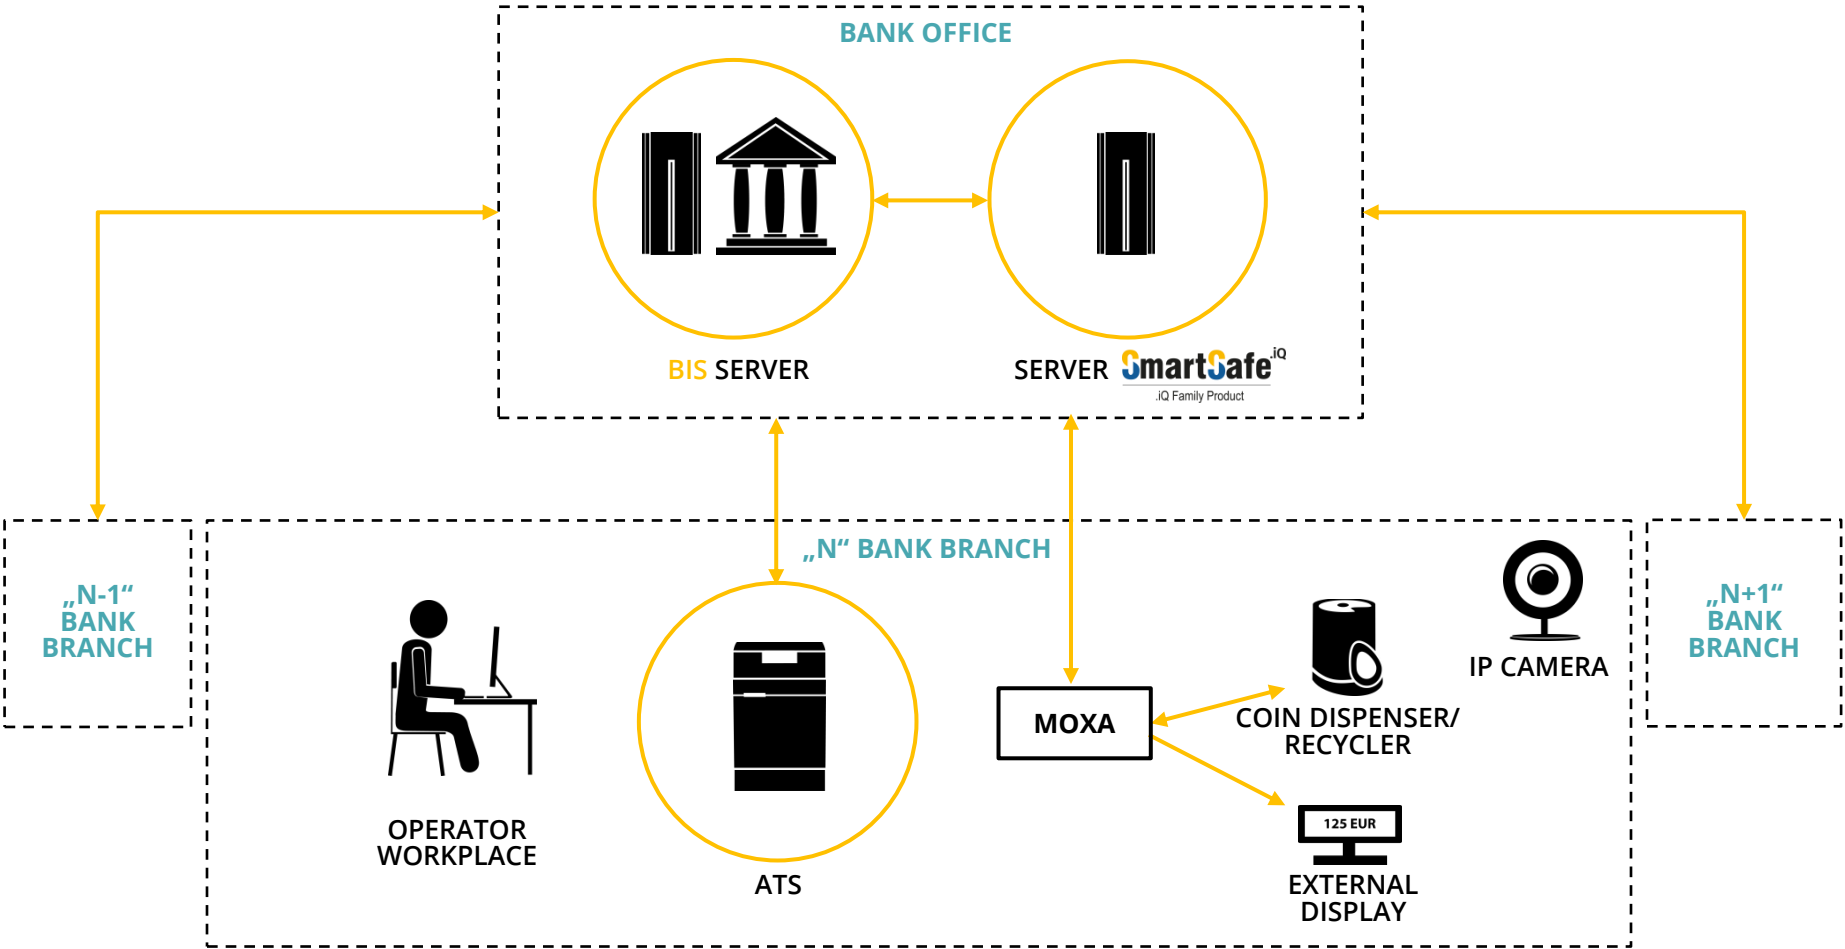 BANK OFFICE
BIS SERVER
SERVER SmartSafe.iQ
.iQ Family Product
„N“ BANK BRANCH
„N-1“
BANK
BRANCH
„N+1“
BANK
BRANCH
IP CAMERA
MOXA
COIN DISPENSER/
RECYCLER
125 EUR
OPERATOR
WORKPLACE
ATS
EXTERNAL
DISPLAY